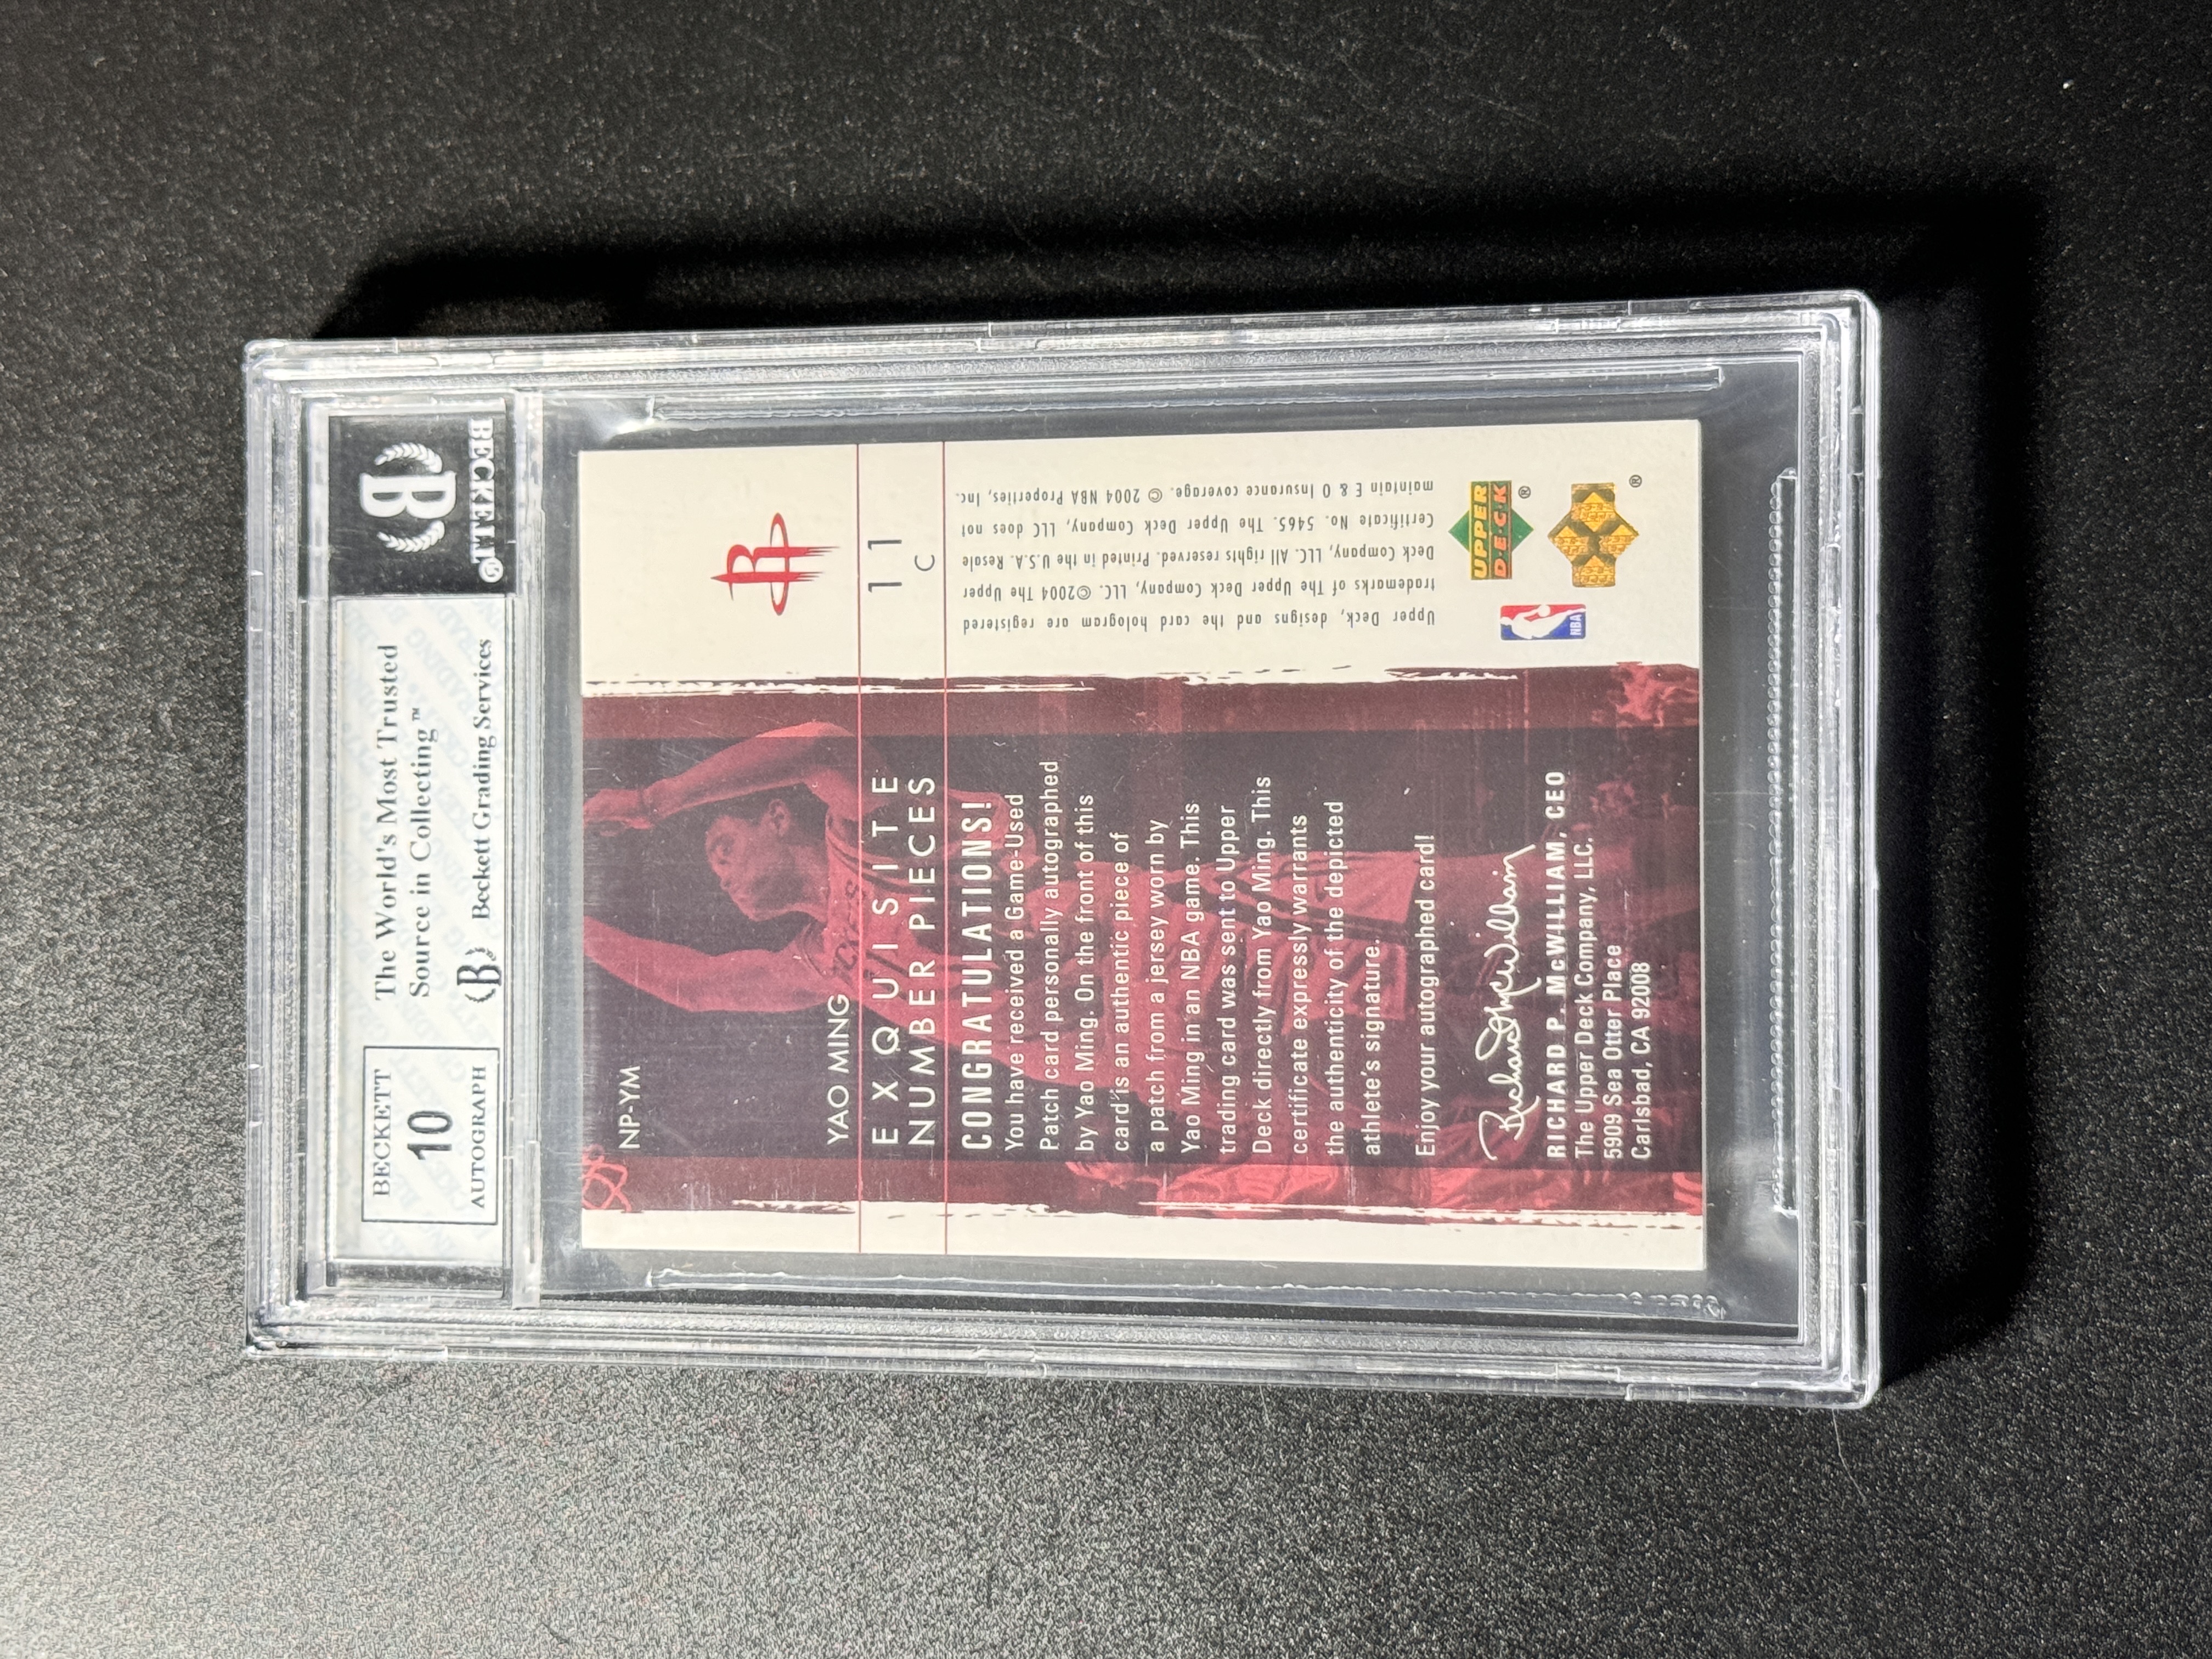 BECKETT
10
AUTOGRAPH
The World's Most Trusted
Source in Collecting™
B Beckett Grading Services
B
BECKETT®
NP-YM
YAO MING
EXQUISITE
NUMBER PIECES
11
C
CONGRATULATIONS!
You have received a Game-Used
Patch card personally autographed
by Yao Ming. On the front of this
card is an authentic piece of
a patch from a jersey worn by
Yao Ming in an NBA game. This
trading card was sent to Upper
Deck directly from Yao Ming. This
certificate expressly warrants
the authenticity of the depicted
athlete's signature.
Enjoy your autographed card!
Richard P. McWilliam
RICHARD P. McWILLIAM, CEO
The Upper Deck Company, LLC.
5909 Sea Otter Place
Carlsbad, CA 92008
R
Upper Deck, designs and the card hologram are registered
trademarks of The Upper Deck Company, LLC. ©2004 The Upper
Deck Company, LLC. All rights reserved. Printed in the U.S.A. Resale
Certificate No. 5465. The Upper Deck Company, LLC does not
maintain E & O Insurance coverage. © 2004 NBA Properties, Inc.
NBA
UPPER
DECK
®
®